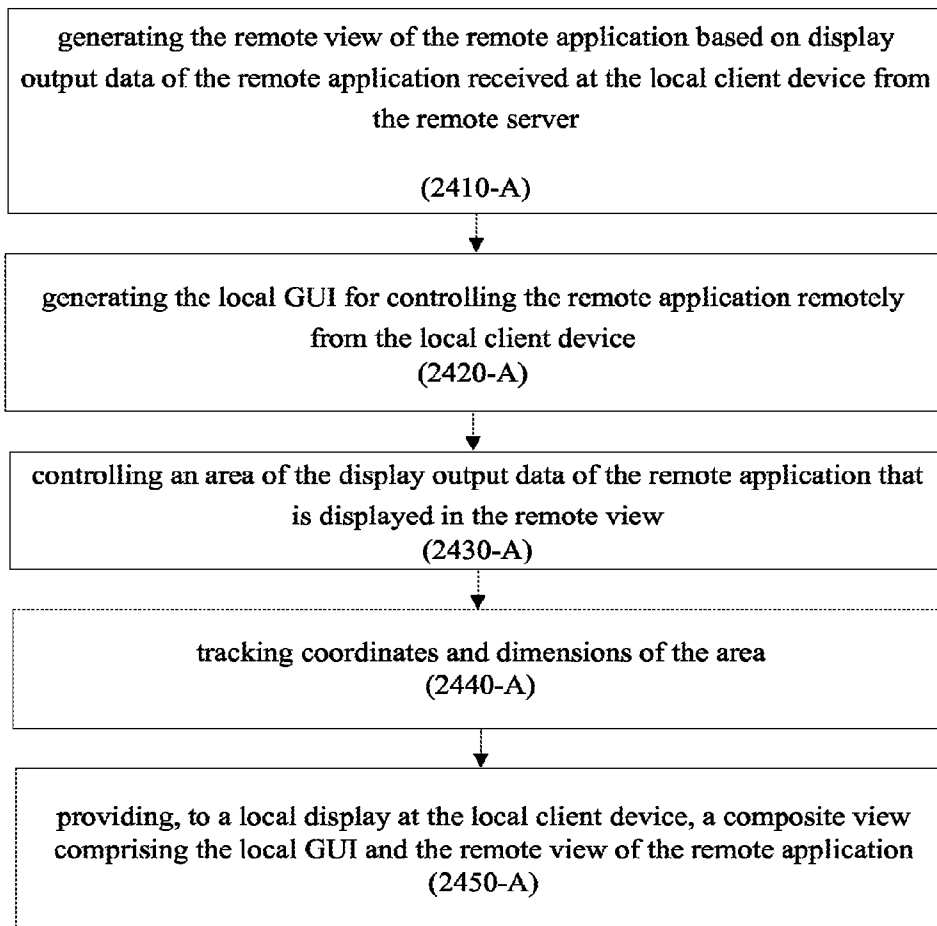 generating the remote view of the remote application based on display
output data of the remote application received at the local client device from
the remote server
(2410-A)
generating the local GUI for controlling the remote application remotely
from the local client device
(2420-A)
controlling an area of the display output data of the remote application that
is displayed in the remote view
(2430-A)
tracking coordinates and dimensions of the area
(2440-A)
providing, to a local display at the local client device, a composite view
comprising the local GUI and the remote view of the remote application
(2450-A)